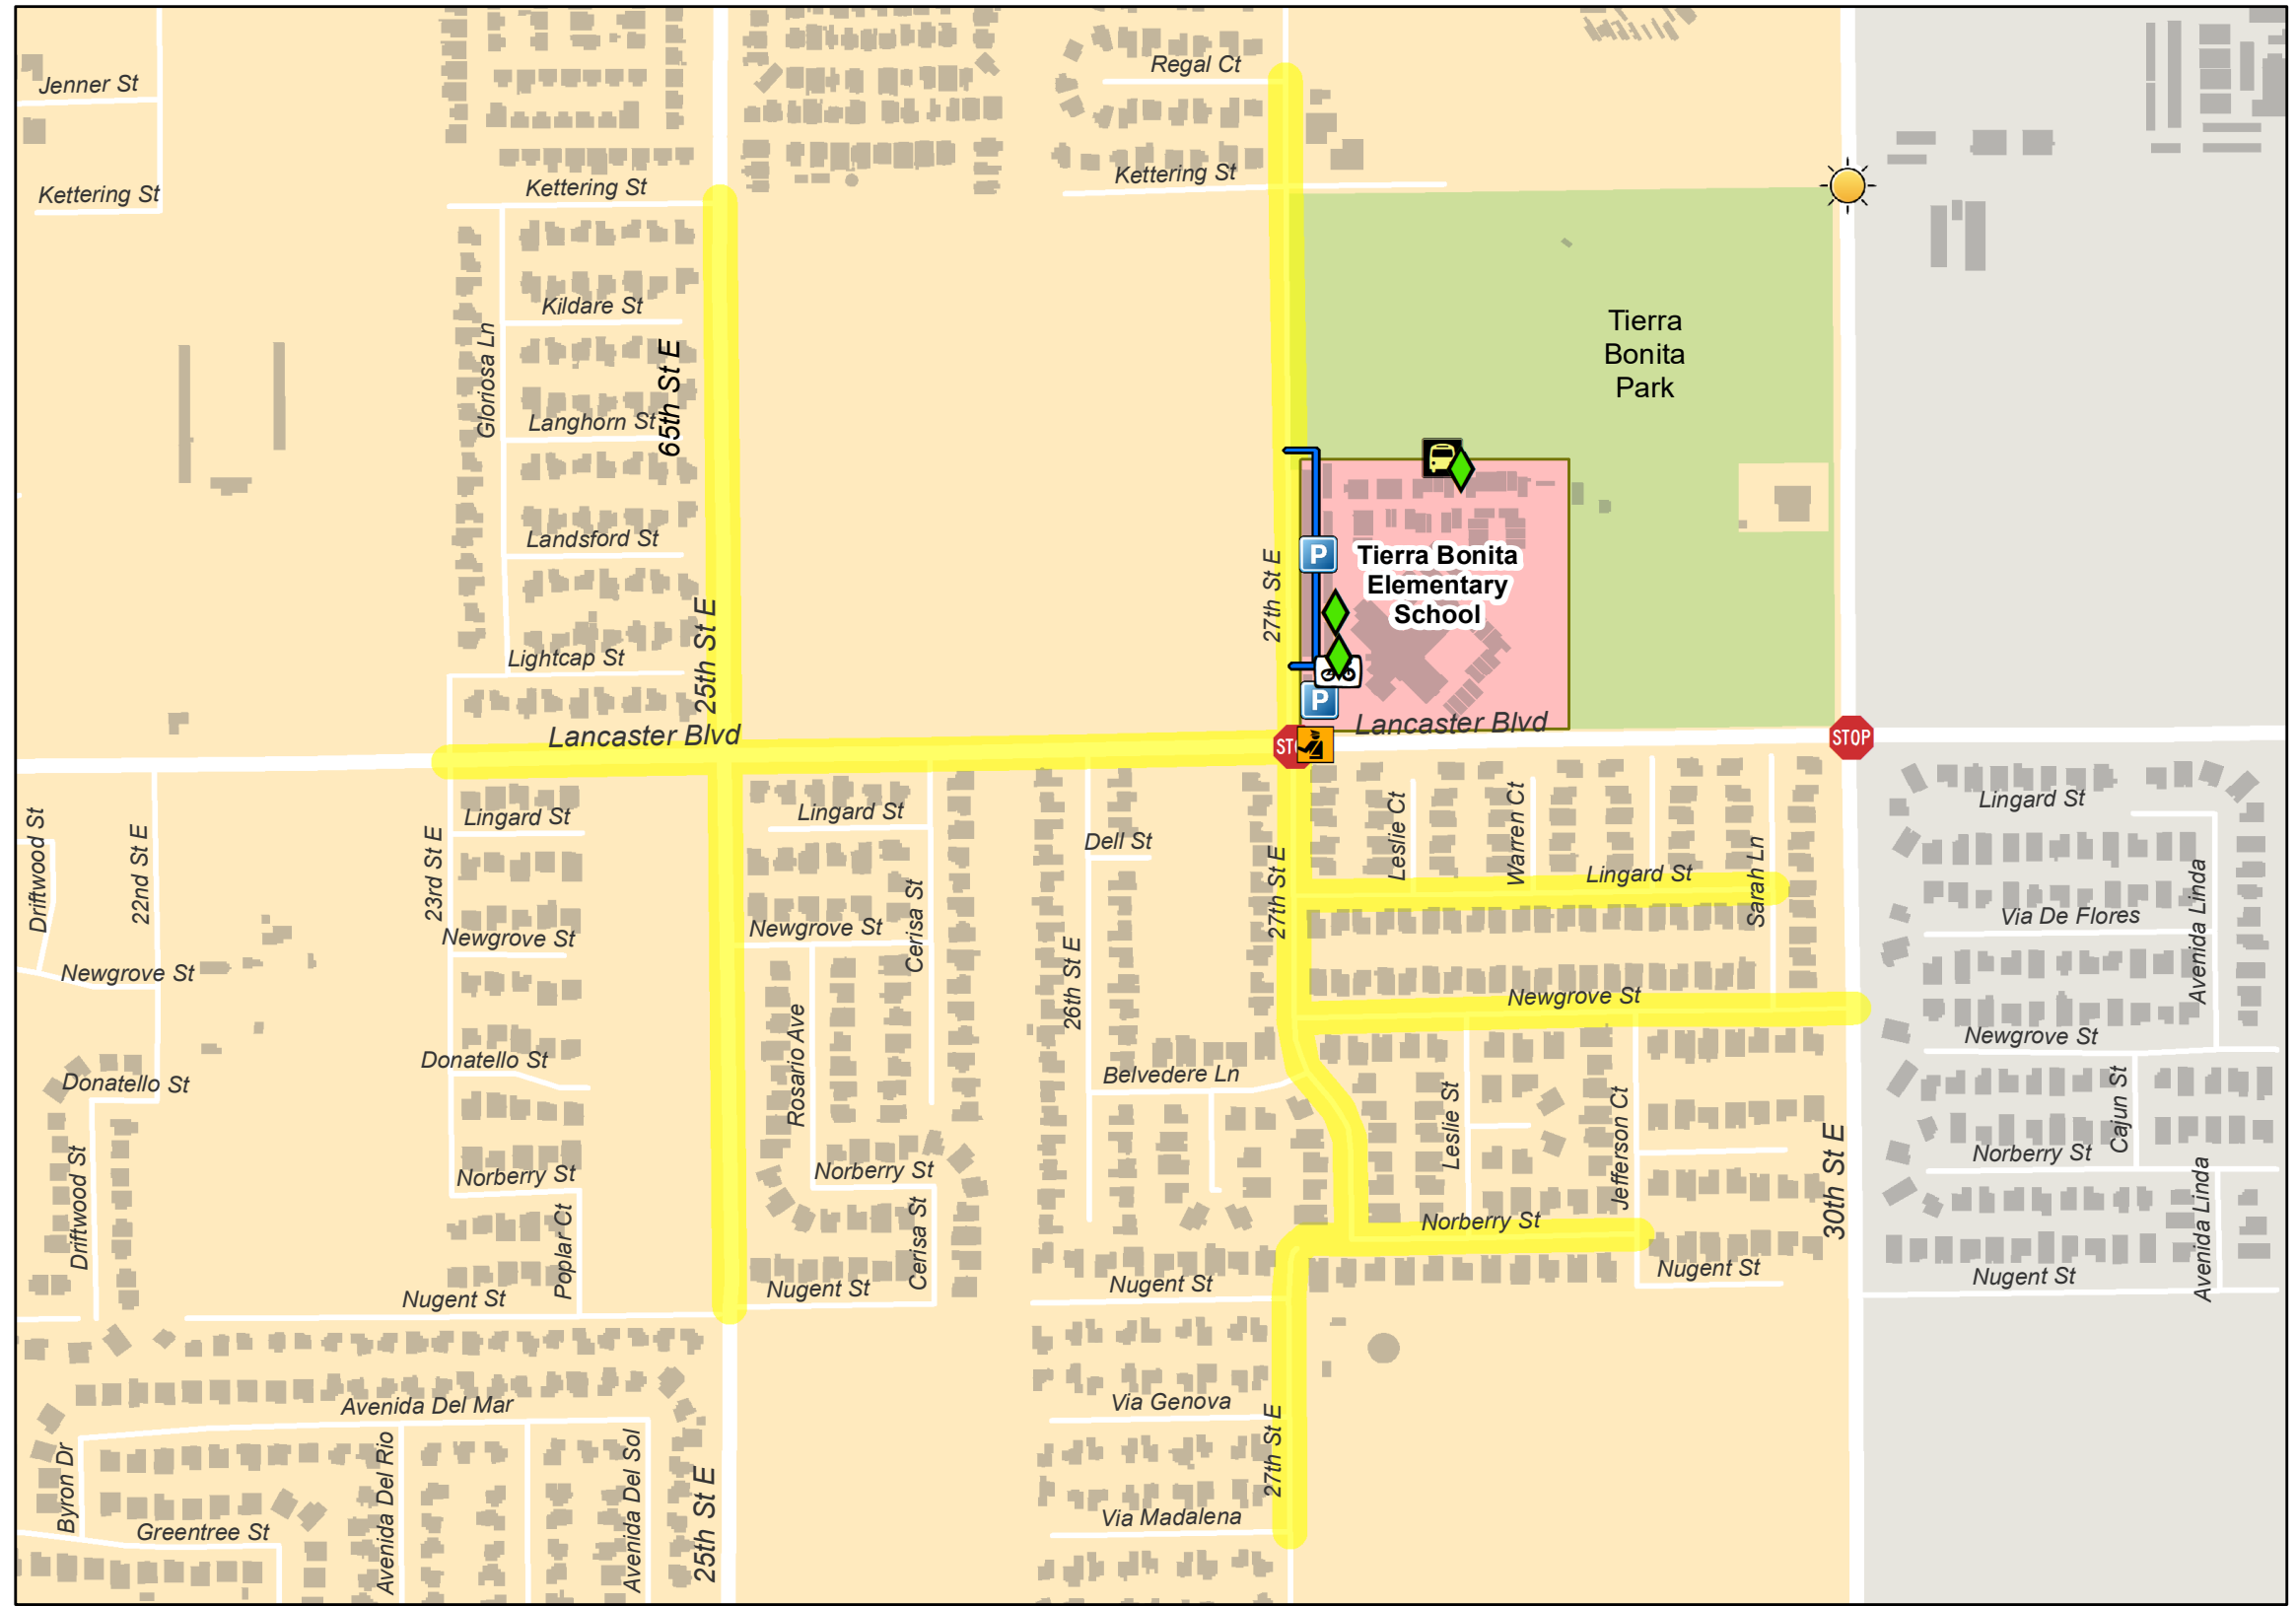 Regal Ct
Jenner St
Kettering St
Kettering St
Kettering St
Kildare St
Gloriosa Ln
65th St E
Langhorn St
Landsford St
Lightcap St
25th St E
Tierra
Bonita
Park
27th St E
P
Tierra Bonita
Elementary
School
P
Lancaster Blvd
Lancaster Blvd
STOP
Driftwood St
22nd St E
23rd St E
Lingard St
Lingard St
Dell St
27th St E
Leslie Ct
Warren Ct
Lingard St
Sarah Ln
Lingard St
Newgrove St
Newgrove St
Newgrove St
Cerisa St
26th St E
Newgrove St
Via De Flores
Avenida Linda
Newgrove St
Donatello St
Donatello St
Rosario Ave
Belvedere Ln
Leslie St
Jefferson Ct
30th St E
Cajun St
Driftwood St
Norberry St
Poplar Ct
Norberry St
Cerisa St
Norberry St
Norberry St
Avenida Linda
Nugent St
Nugent St
Nugent St
Nugent St
Nugent St
Avenida Del Mar
Via Genova
Byron Dr
Avenida Del Rio
Avenida Del Sol
25th St E
27th St E
Greentree St
Via Madalena